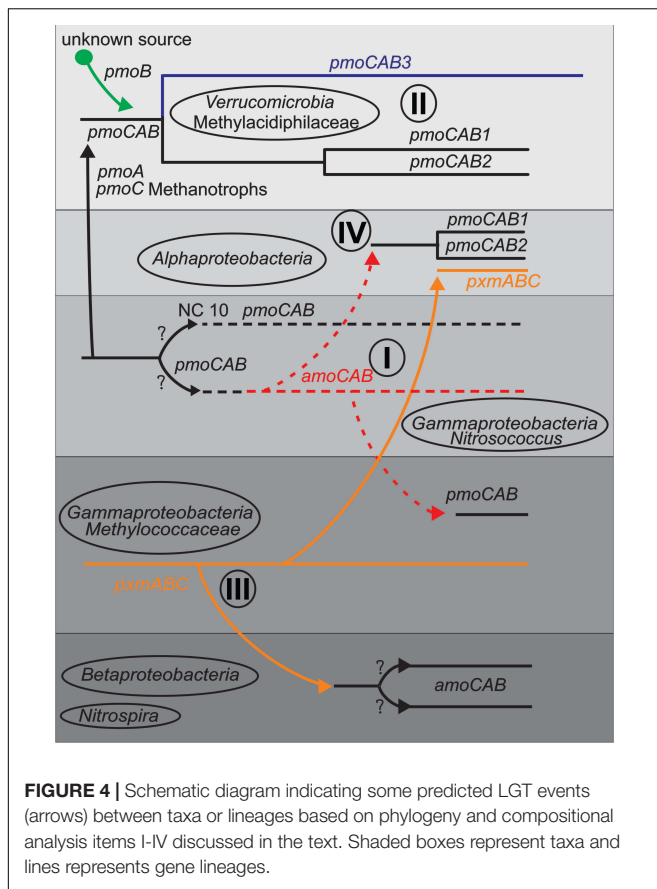 unknown source
pmoB
pmoCAB3
Verrucomicrobia
Methylacidiphilaceae
II
pmoCAB
pmoCAB1
pmoCAB2
pmoA
pmoC Methanotrophs
IV
pmoCAB1
pmoCAB2
Alphaproteobacteria
pxmABC
NC 10 pmoCAB
?
pmoCAB
?
I
amoCAB
Gammaproteobacteria
Nitrosococcus
pmoCAB
Gammaproteobacteria
Methylococcaceae
pxmABC
III
Betaproteobacteria
?
amoCAB
?
Nitrospira
FIGURE 4 | Schematic diagram indicating some predicted LGT events
(arrows) between taxa or lineages based on phylogeny and compositional
analysis items I-IV discussed in the text. Shaded boxes represent taxa and
lines represents gene lineages.